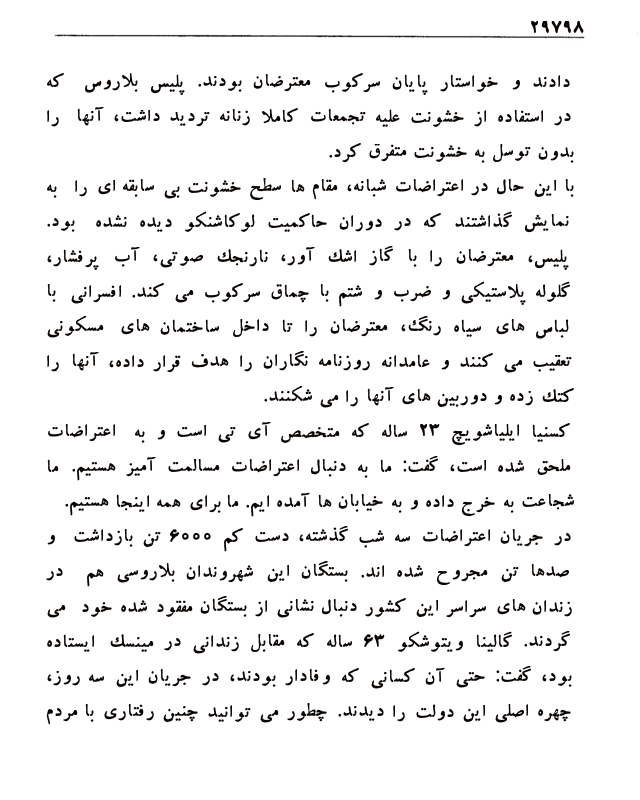 ۲۹۷۹۸
دادند و خواستار پایان سرکوب معترضان بودند. پلیس بلاروس که
در استفاده از خشونت علیه تجمعات کاملا زنانه تردید داشت، آنها را
بدون توسل به خشونت متفرق کرد.
با این حال در اعتراضات شبانه، مقام ها سطح خشونت بی سابقه ای را به
نمایش گذاشتند که در دوران حاکمیت لوکاشنکو دیده نشده بود.
پلیس، معترضان را با گاز اشك آور، نارنجك صوتی، آب پرفشار،
گلوله پلاستیکی و ضرب و شتم با چماق سرکوب می کند. افسرانی با
لباس های سیاه رنگ، معترضان را تا داخل ساختمان های مسکونی
تعقیب می کنند و عامدانه روزنامه نگاران را هدف قرار داده، آنها را
کتك زده و دوربین های آنها را می شکنند.
کسنیا ایلیاشویچ ۲۳ ساله که متخصص آی تی است و به اعتراضات
ملحق شده است، گفت: ما به دنبال اعتراضات مسالمت آمیز هستیم. ما
شجاعت به خرج داده و به خیابان ها آمده ایم. ما برای همه اینجا هستیم.
در جریان اعتراضات سه شب گذشته، دست کم ۶۰۰۰ تن بازداشت و
صدها تن مجروح شده اند. بستگان این شهروندان بلاروسی هم در
زندان های سراسر این کشور دنبال نشانی از بستگان مفقود شده خود می
گردند. گالینا ویتوشکو ۶۳ ساله که مقابل زندانی در مینسك ایستاده
بود، گفت: حتی آن کسانی که وفادار بودند، در جریان این سه روز،
چهره اصلی این دولت را دیدند. چطور می توانید چنین رفتاری با مردم